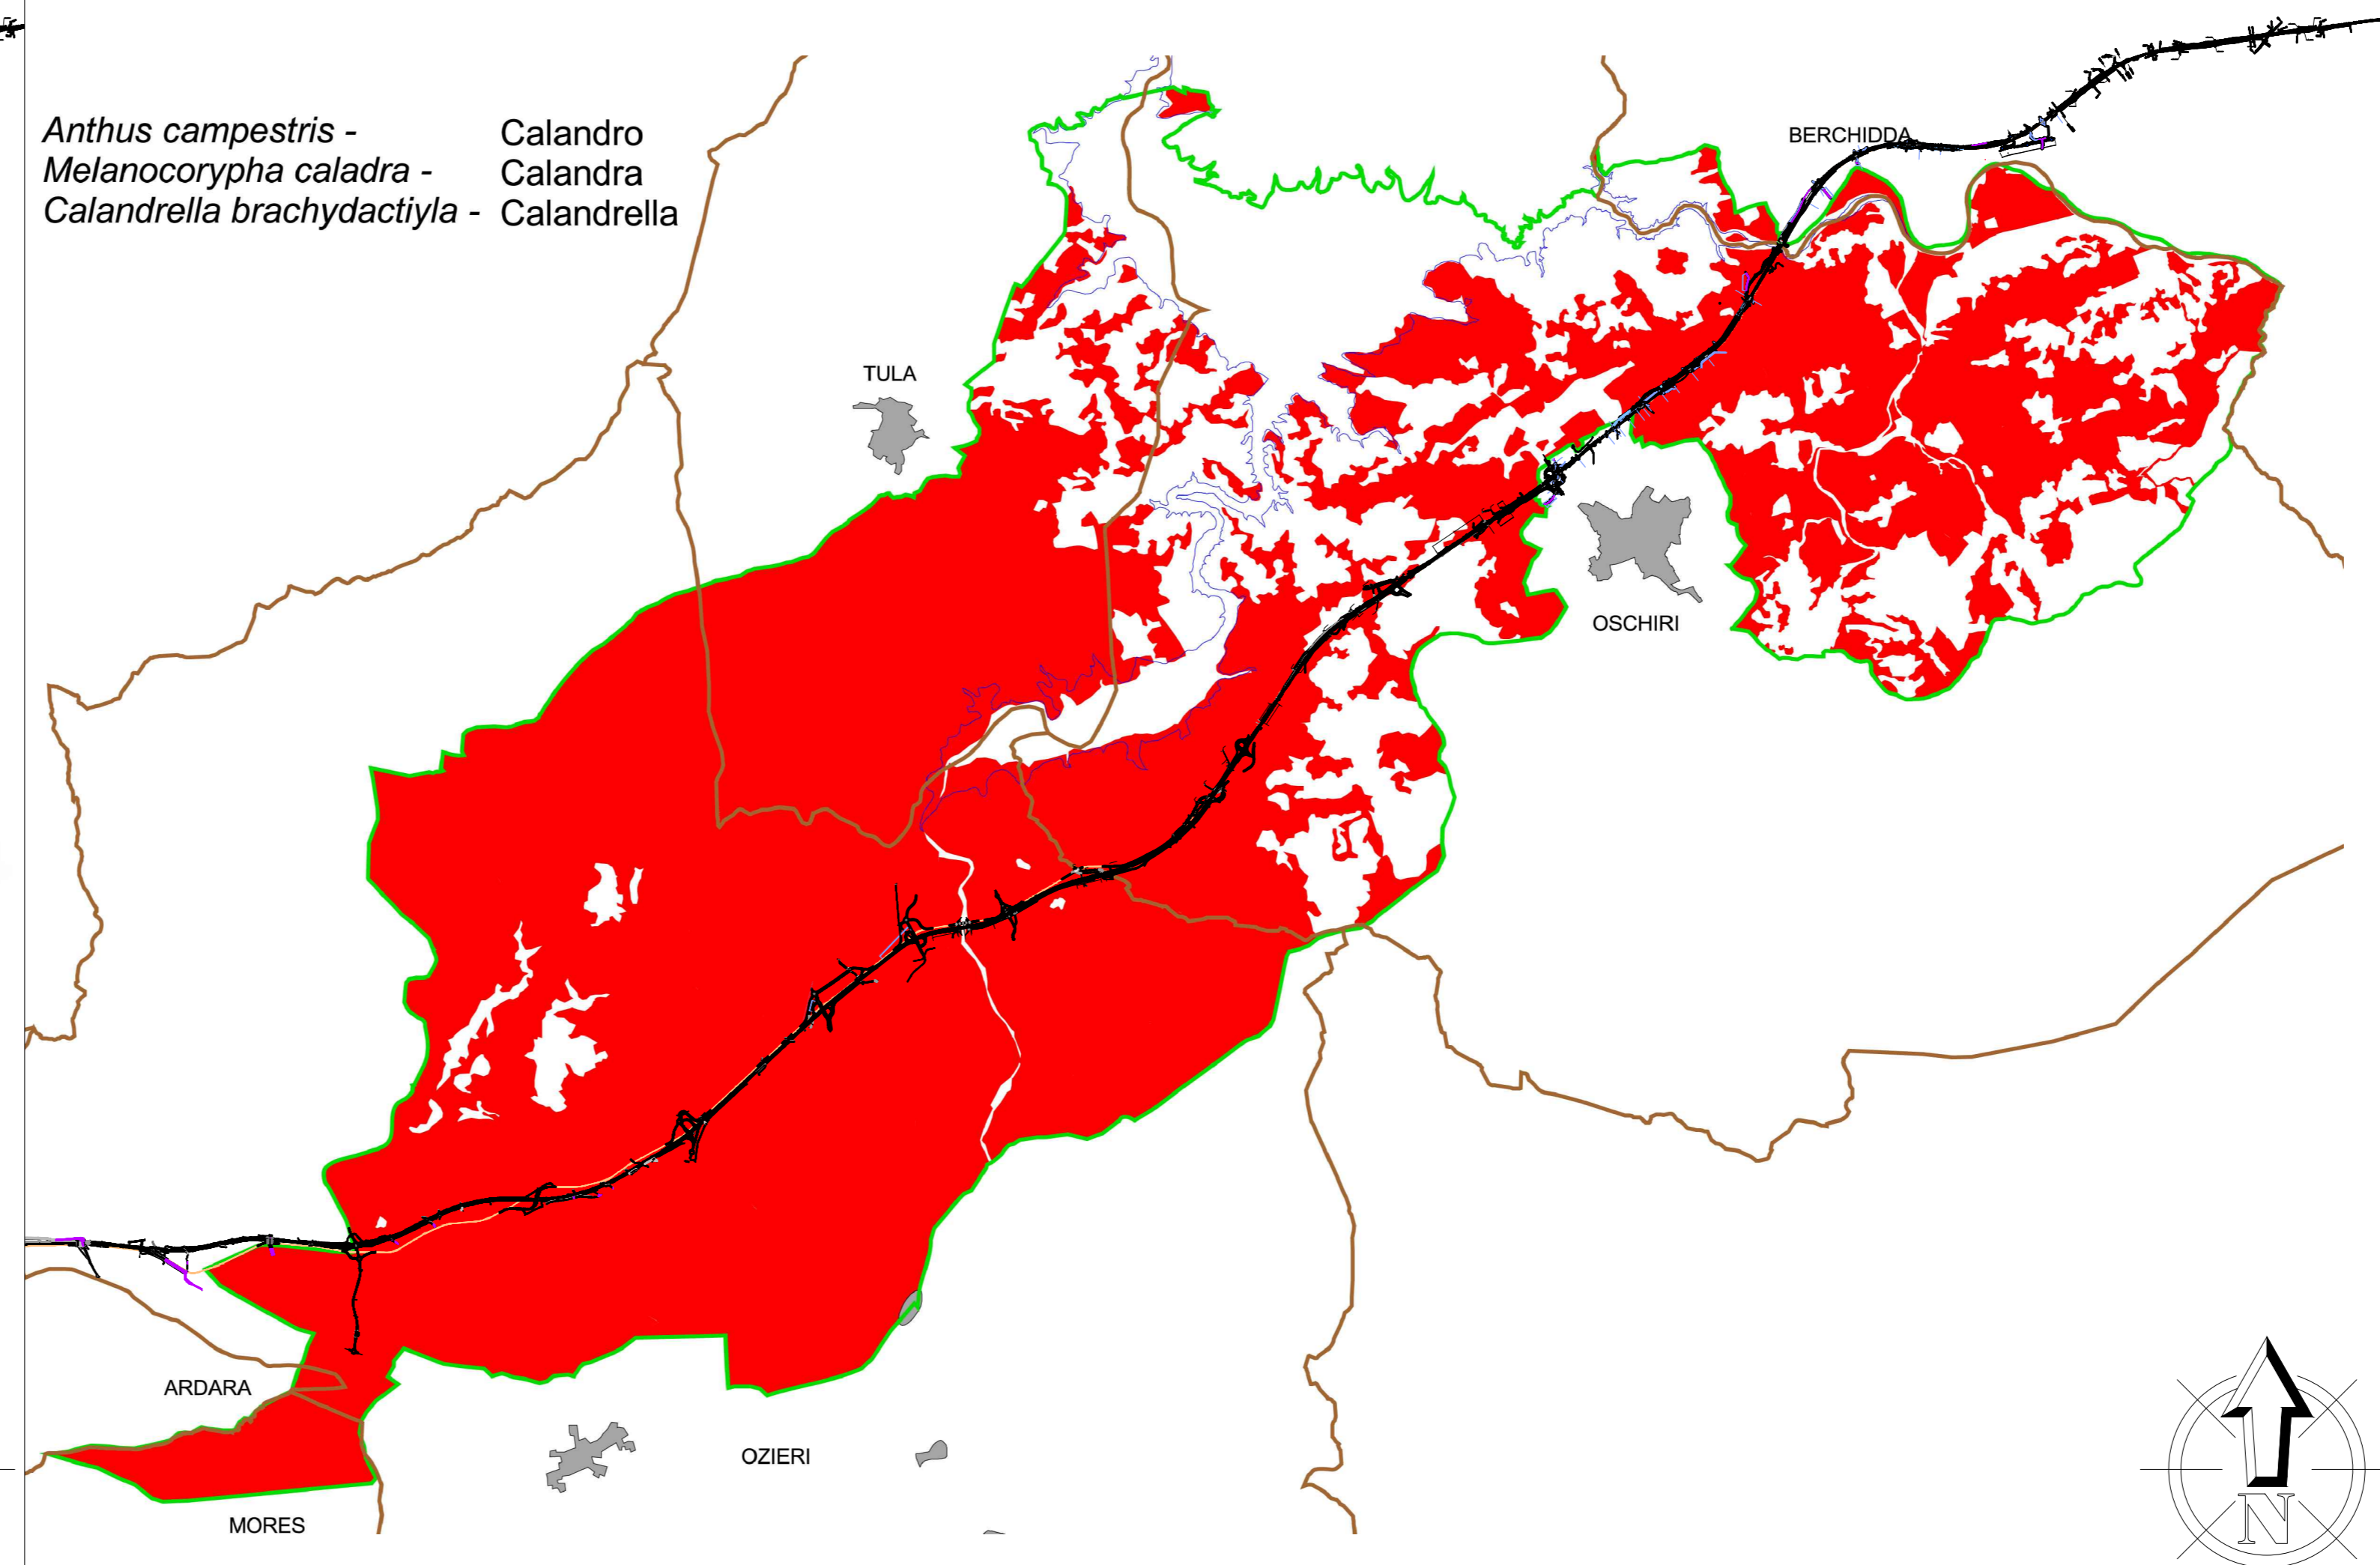 Anthus campestris - Calandro
Melanocorypha caladra - Calandra
Calandrella brachydactiyla - Calandrella
BERCHIDDA
TULA
OSCHIRI
ARDARA
OZIERI
MORES
N